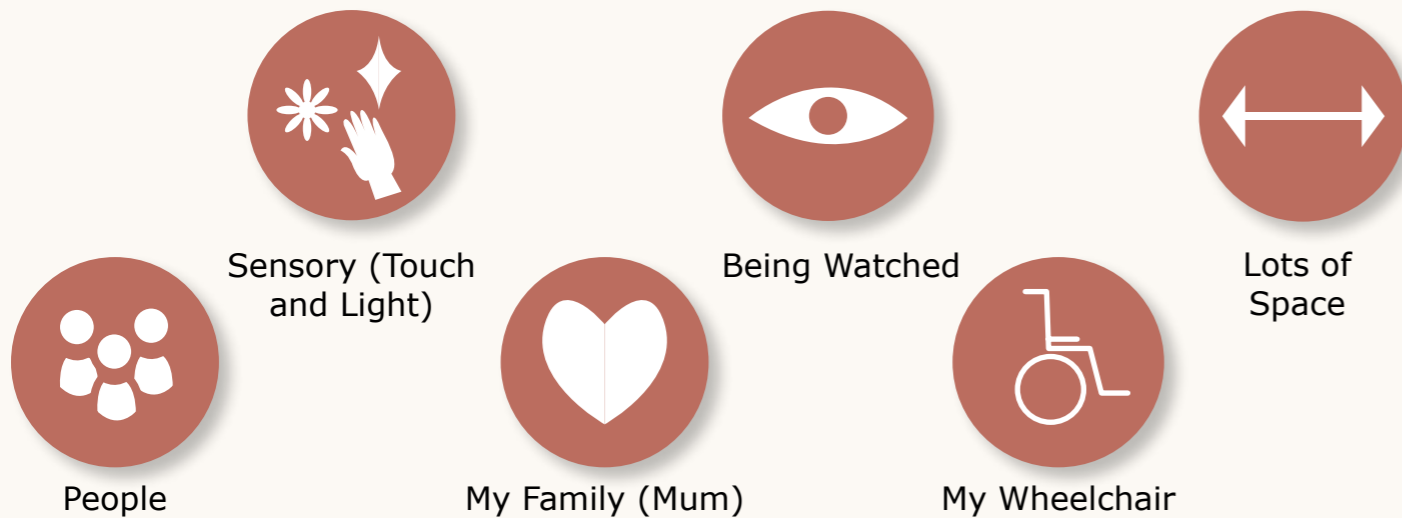 Sensory (Touch
and Light)
Being Watched
Lots of
Space
People
My Family (Mum)
My Wheelchair